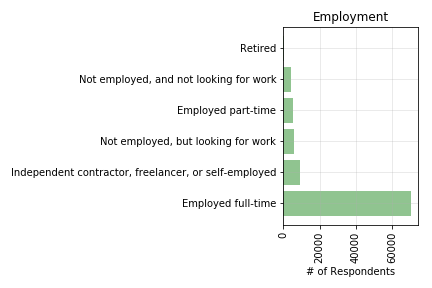 Employment
Retired
Not employed, and not looking for work
Employed part-time
Not employed, but looking for work
Independent contractor, freelancer, or self-employed
Employed full-time
0
20000
40000
60000
# of Respondents